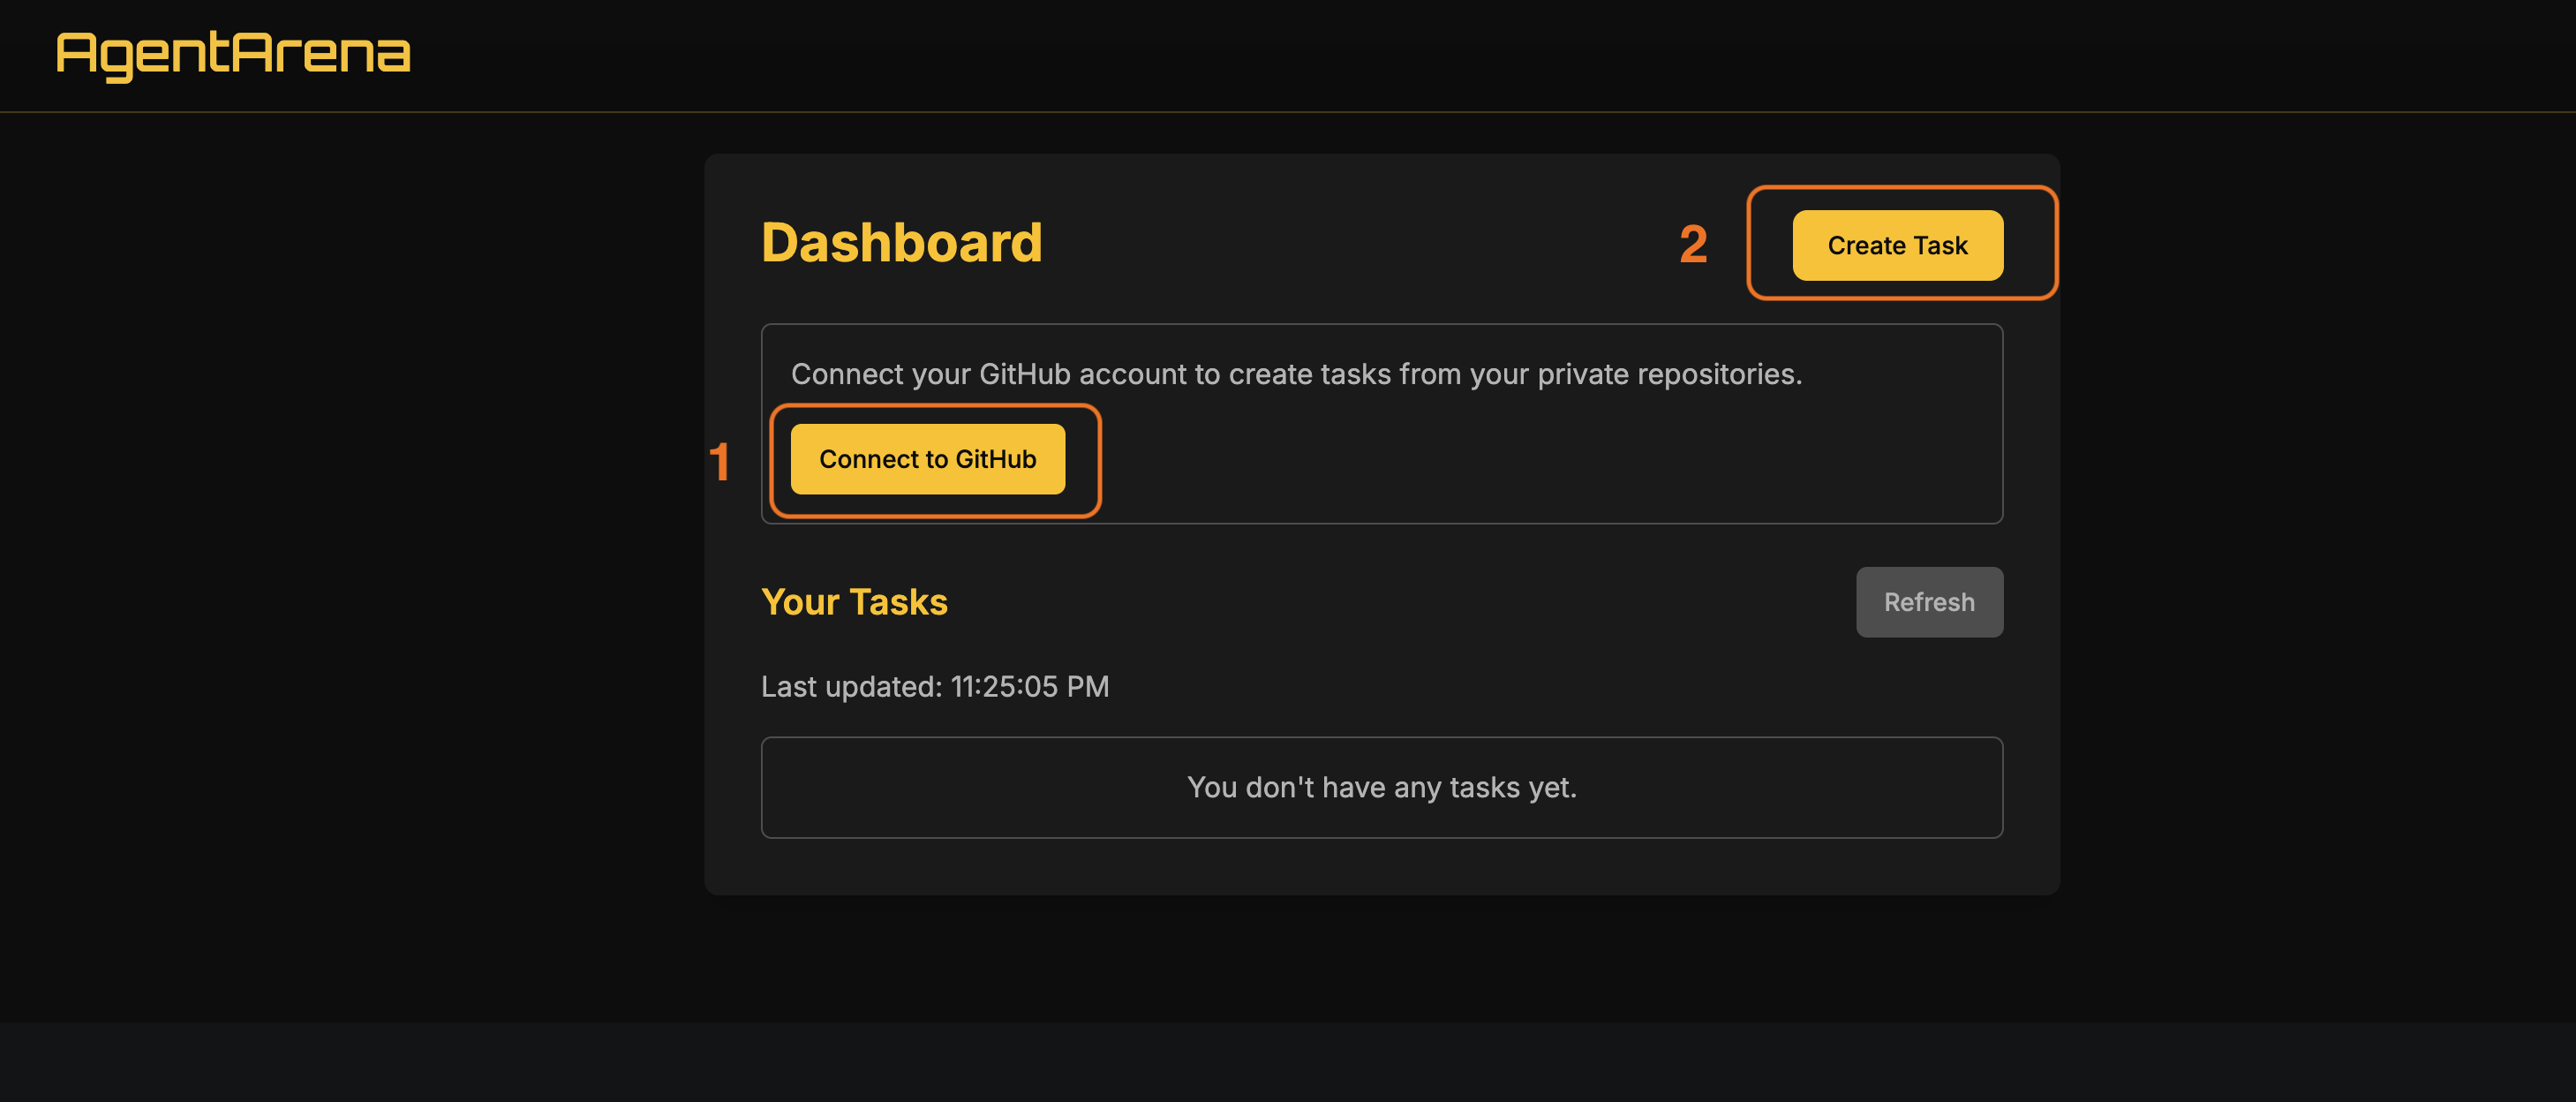 AgentArena
Dashboard
2
Create Task
Connect your GitHub account to create tasks from your private repositories.
1
Connect to GitHub
Your Tasks
Refresh
Last updated: 11:25:05 PM
You don't have any tasks yet.